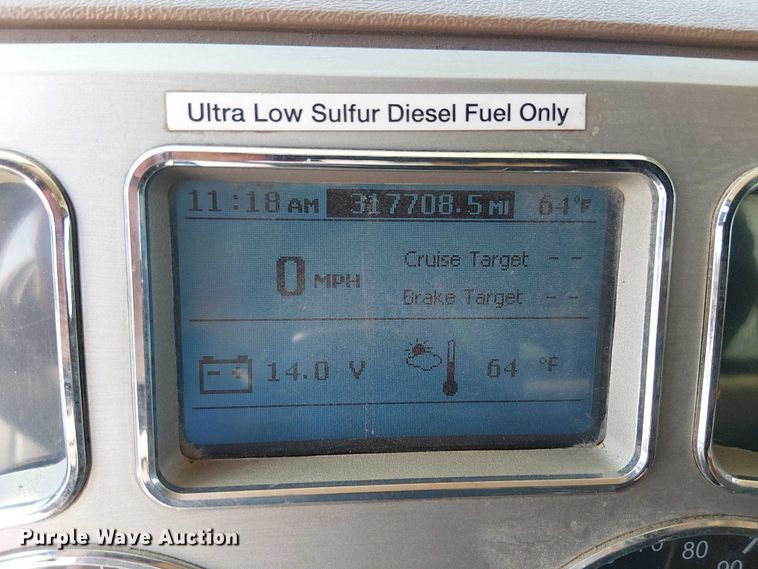 Ultra Low Sulfur Diesel Fuel Only
11:18 AM 317708.5 MI 64°F
0 MPH
Cruise Target - -
Brake Target - -
14.0 V 64 °F
Purple Wave Auction
80
90